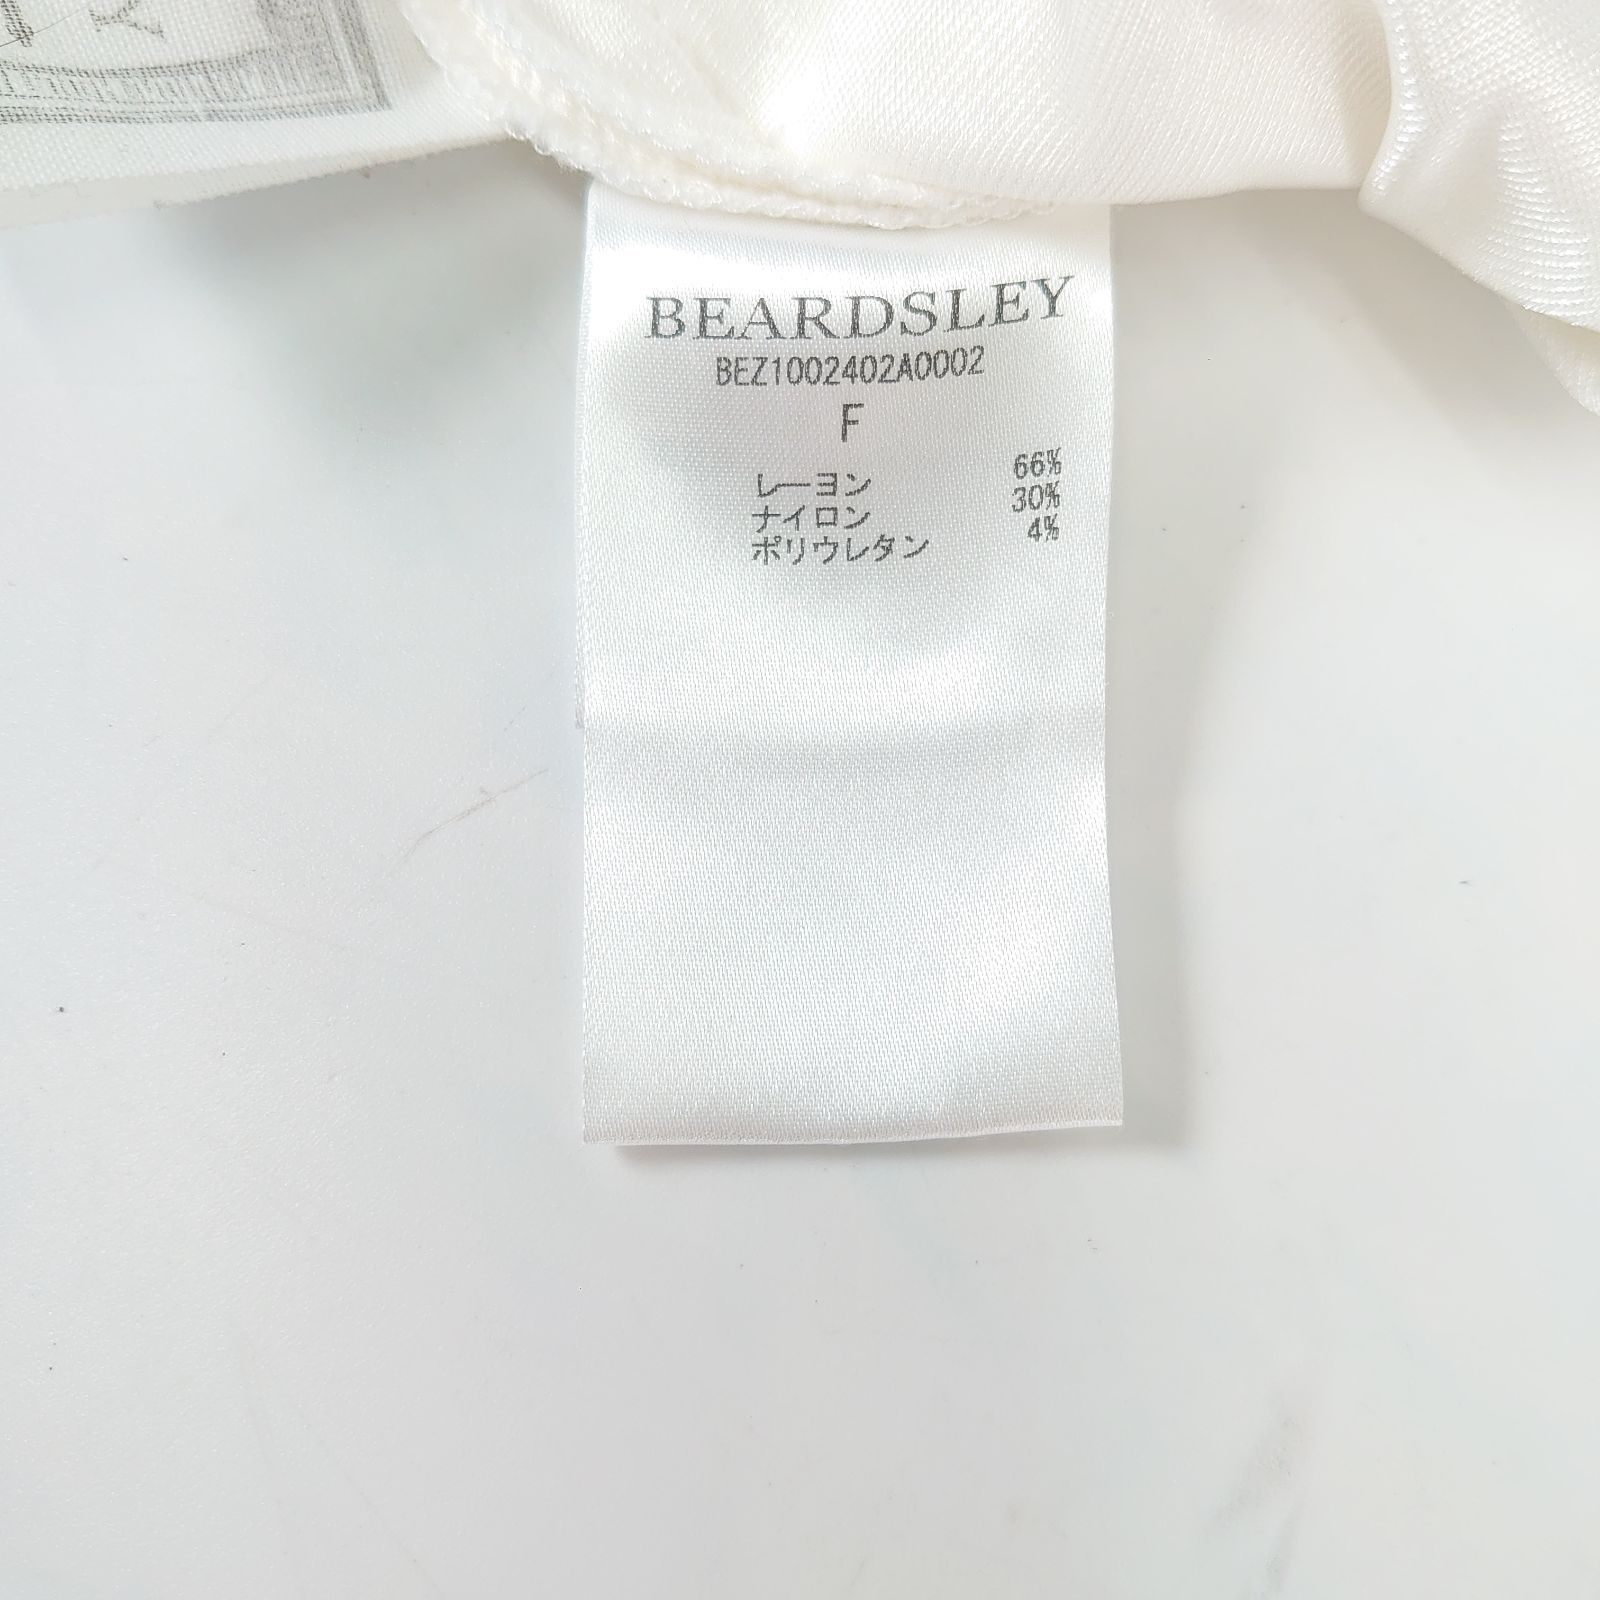 BEARDSLEY
BEZ1002402A0002
F
レーヨン 66%
ナイロン 30%
ポリウレタン 4%